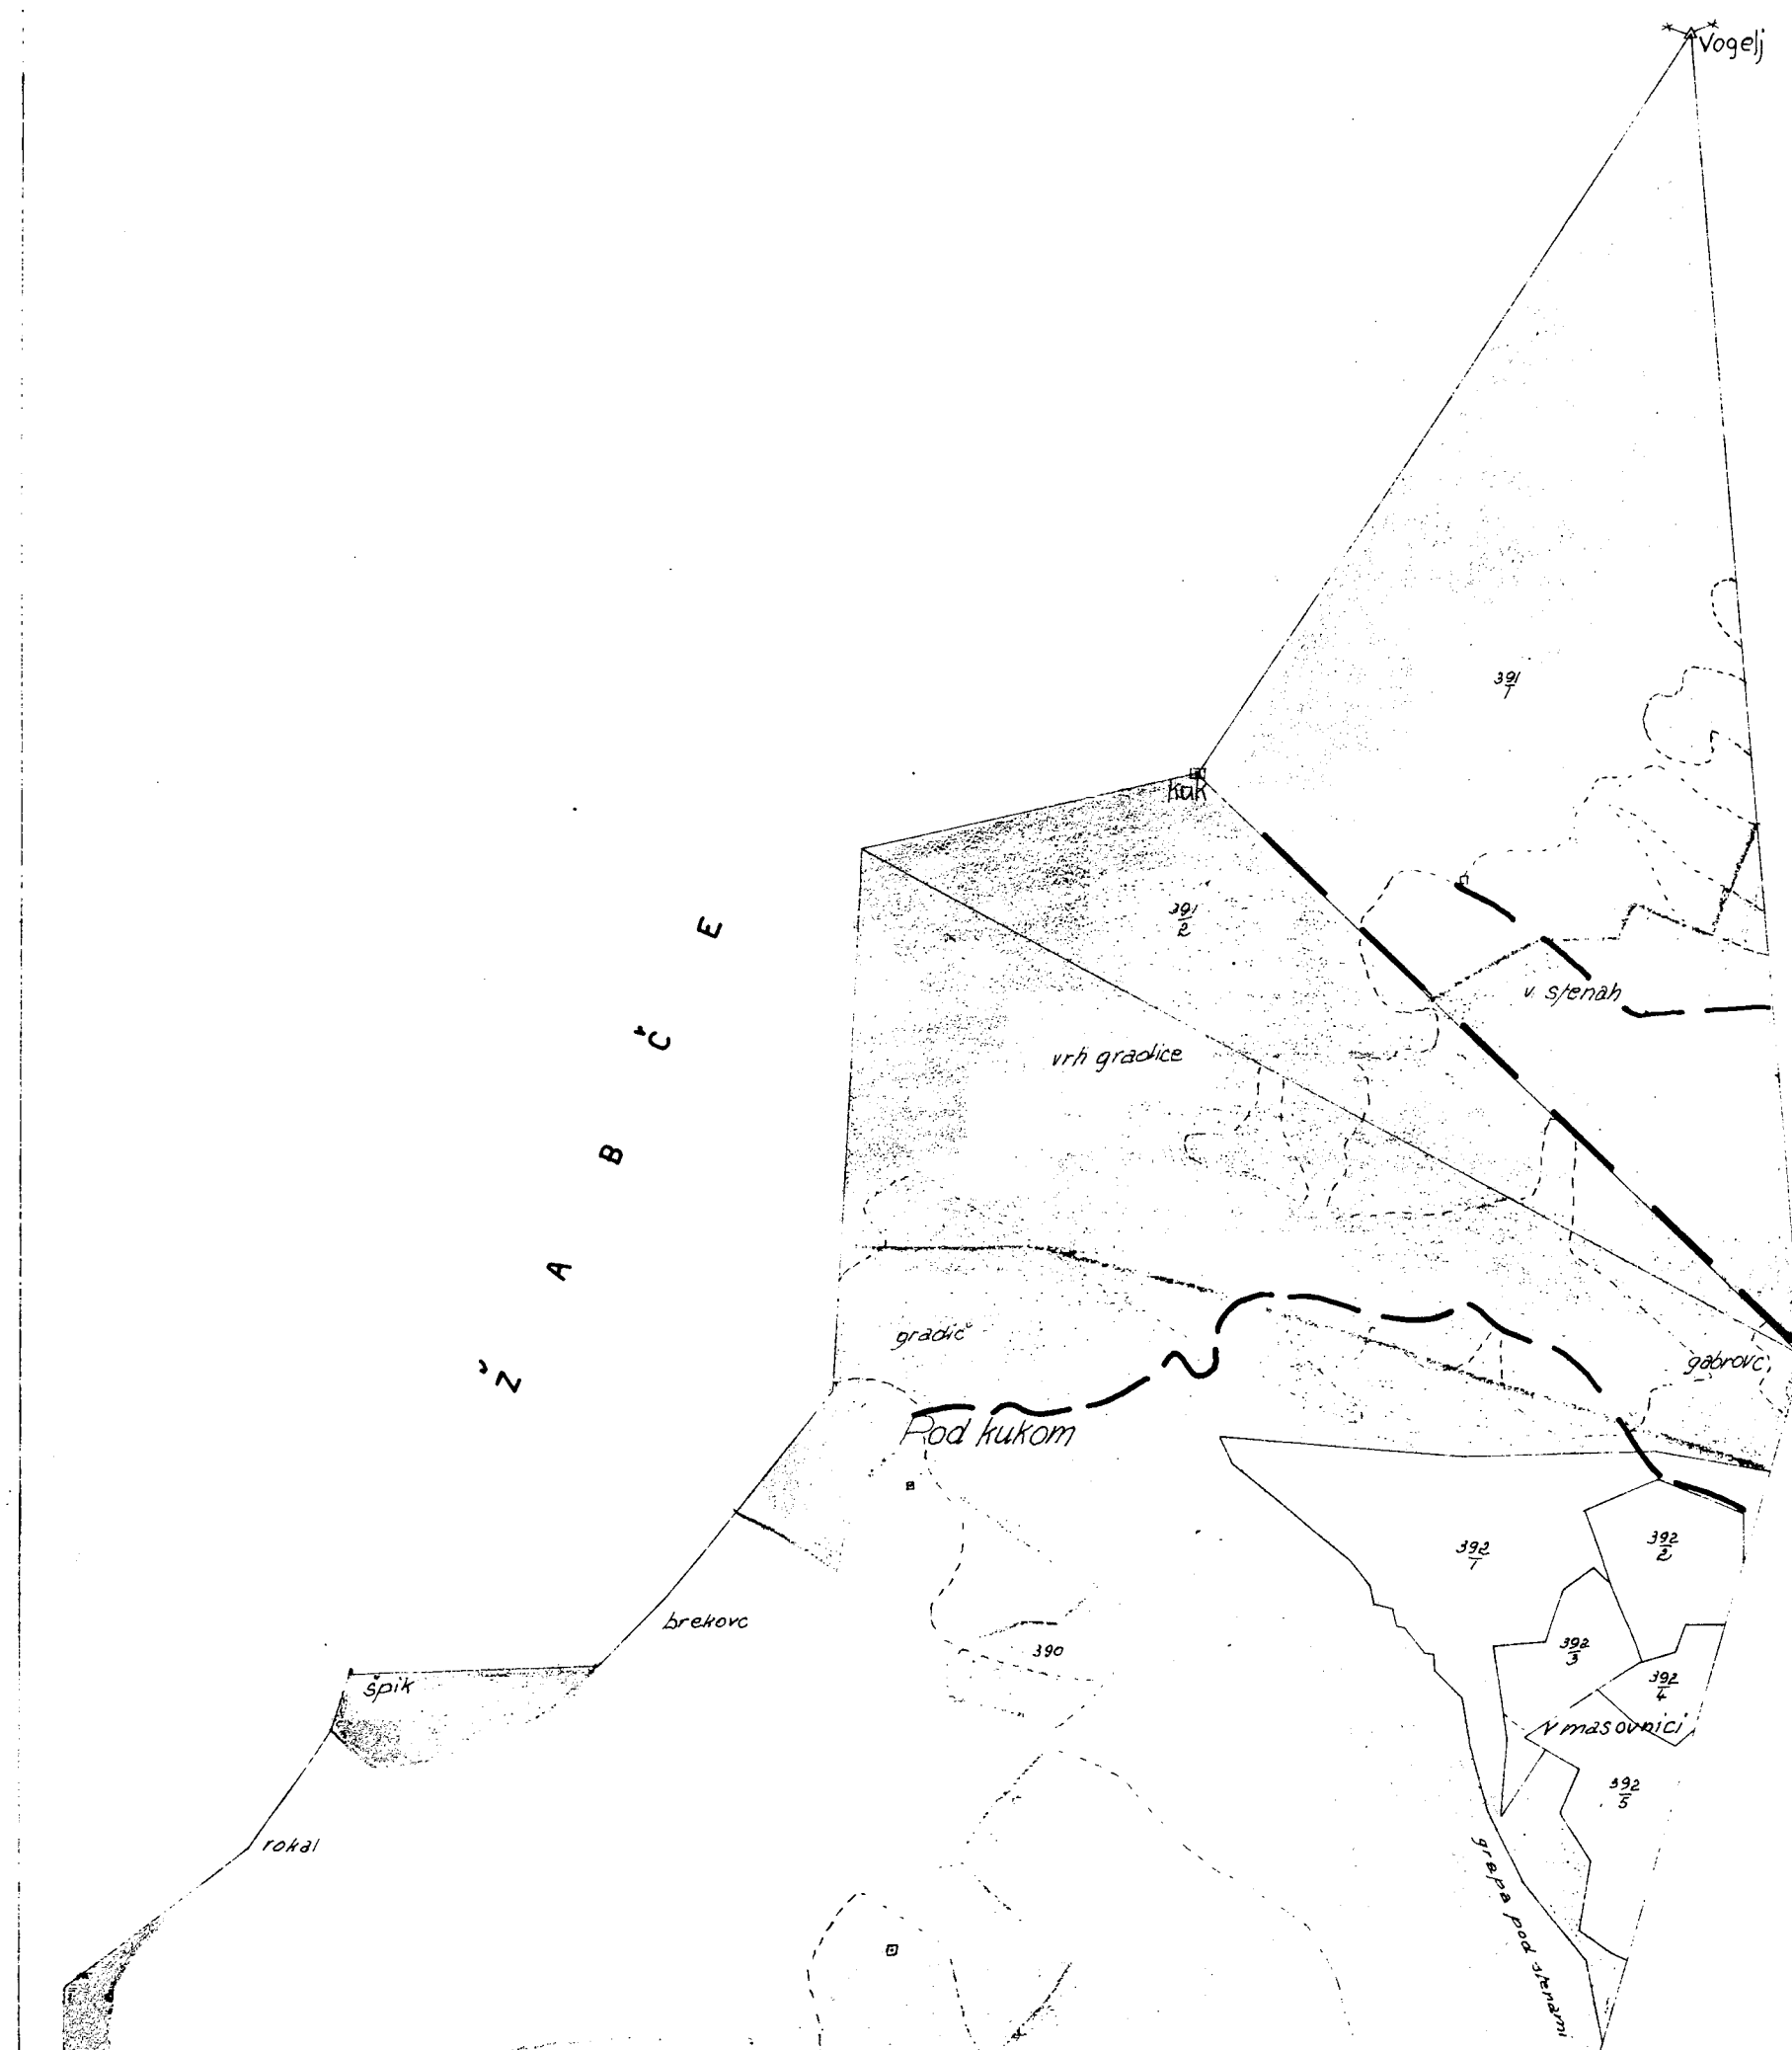 Vogelj
391/1
kuk
391/2
v stenah
vrh gradice
ŽABČE
gradič
gabrovc
Pod kukom
392/1
392/2
brekovc
390
392/3
392/4
špik
v masovnici
392/5
rokal
grapa pod stenami